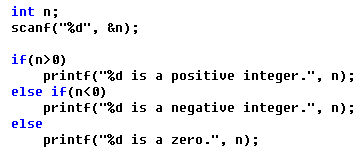 int n;
scanf("%d", &n);
if(n>0)
printf("%d is a positive integer.", n);
else if(n<0)
printf("%d is a negative integer.", n);
else
printf("%d is a zero.", n);